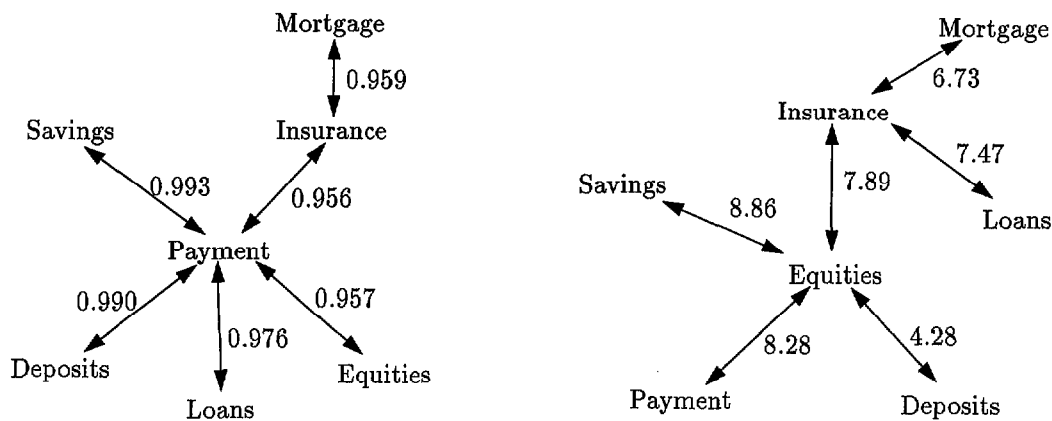 Mortgage
0.959
Savings
Insurance
0.993
0.956
Payment
0.990
0.957
0.976
Deposits
Equities
Loans
Mortgage
6.73
Insurance
7.47
7.89
Savings
8.86
Loans
Equities
8.28
4.28
Payment
Deposits